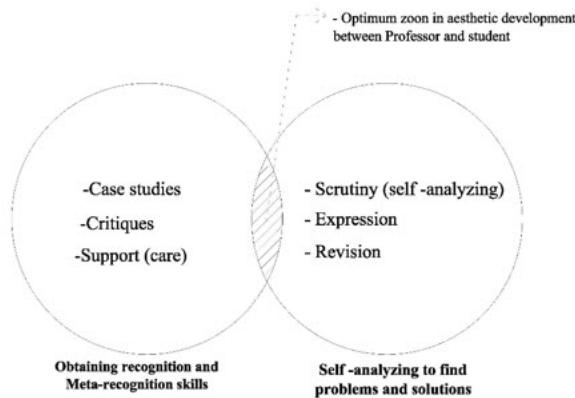 - Optimum zoon in aesthetic development
between Professor and student
-Case studies
-Critiques
-Support (care)
- Scrutiny (self -analyzing)
- Expression
- Revision
Obtaining recognition and
Meta-recognition skills
Self -analyzing to find
problems and solutions